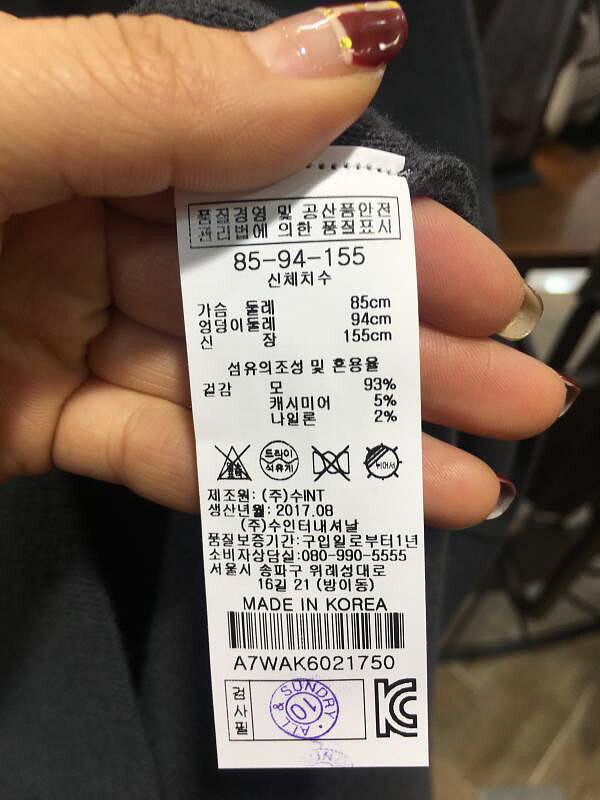 품질경영 및 공산품안전
관리법에 의한 품질표시
85-94-155
신체치수
가슴 둘레 85cm
엉덩이둘레 94cm
신 장 155cm
섬유의조성 및 혼용율
겉감 모 93%
캐시미어 5%
나일론 2%
드라이
석유계
뉘어서
제조원: (주)수INT
생산년월: 2017.08
(주)수인터내셔날
품질보증기간:구입일로부터1년
소비자상담실:080-990-5555
서울시 송파구 위례성대로
16길 21 (방이동)
MADE IN KOREA
A7WAK6021750
검사필
ALL & SUNDRY
10